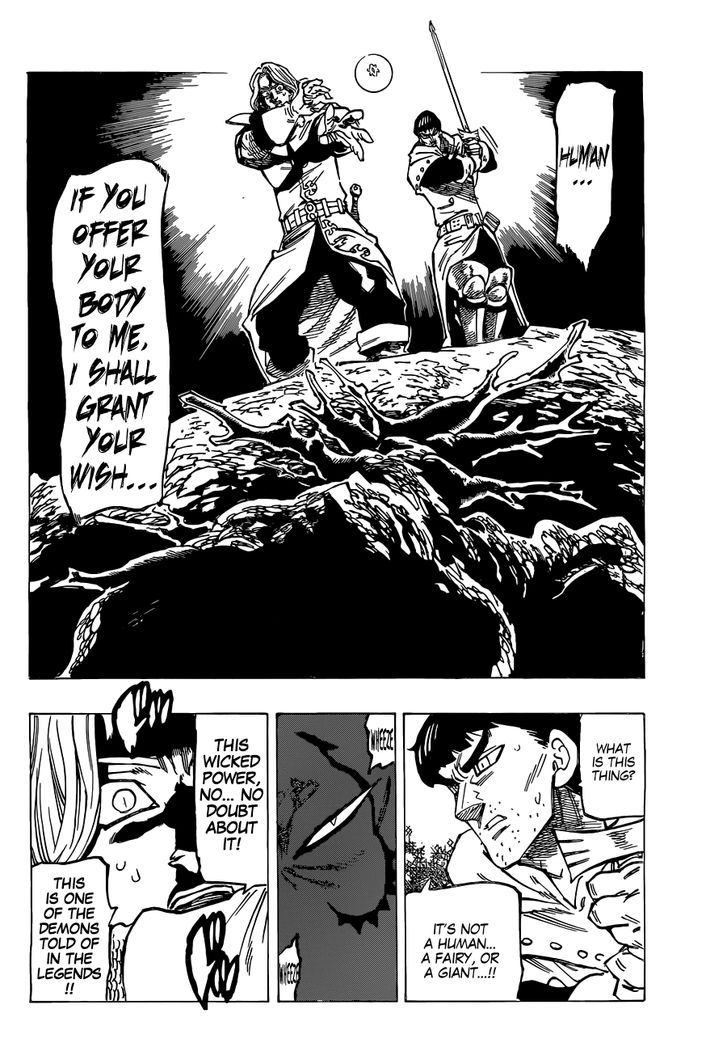 HUMAN
...
IF YOU
OFFER
YOUR
BODY
TO ME,
I SHALL
GRANT
YOUR
WISH...
WHAT
IS THIS
THING?
IT'S NOT
A HUMAN...
A FAIRY, OR
A GIANT...!!
WHEEZE
WHEEZE
THIS
WICKED
POWER,
NO... NO
DOUBT
ABOUT
IT!
THIS
IS ONE
OF THE
DEMONS
TOLD OF
IN THE
LEGENDS
!!